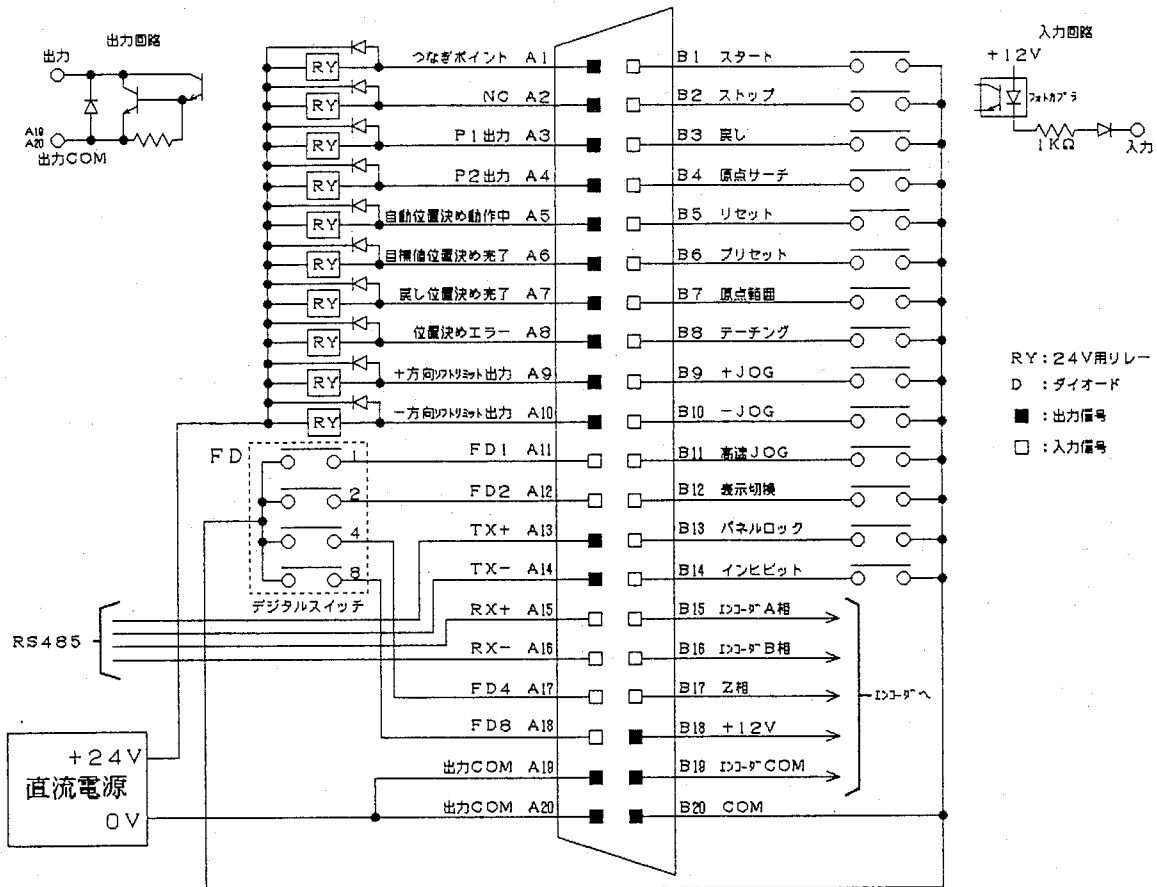 出力回路
出力
A19
A20
出力COM
入力回路
+12V
フォトカプラ
1KΩ
入力
RY つなぎポイント A1
RY NC A2
RY P1出力 A3
RY P2出力 A4
RY 自動位置決め動作中 A5
RY 目標値位置決め完了 A6
RY 戻し位置決め完了 A7
RY 位置決めエラー A8
RY +方向ソフトリミット出力 A9
RY −方向ソフトリミット出力 A10
FD 1 FD1 A11
2 FD2 A12
4 TX+ A13
8 TX- A14
デジタルスイッチ
RS485
RX+ A15
RX- A16
FD4 A17
FD8 A18
出力COM A19
出力COM A20
+24V
直流電源
0V
B1 スタート
B2 ストップ
B3 戻し
B4 原点サーチ
B5 リセット
B6 プリセット
B7 原点範囲
B8 テーチング
B9 +JOG
B10 −JOG
B11 高速JOG
B12 表示切換
B13 パネルロック
B14 インヒビット
B15 エンコーダA相
B16 エンコーダB相
B17 Z相
B18 +12V
B19 エンコーダCOM
B20 COM
エンコーダへ
RY:24V用リレー
D :ダイオード
■ :出力信号
□ :入力信号